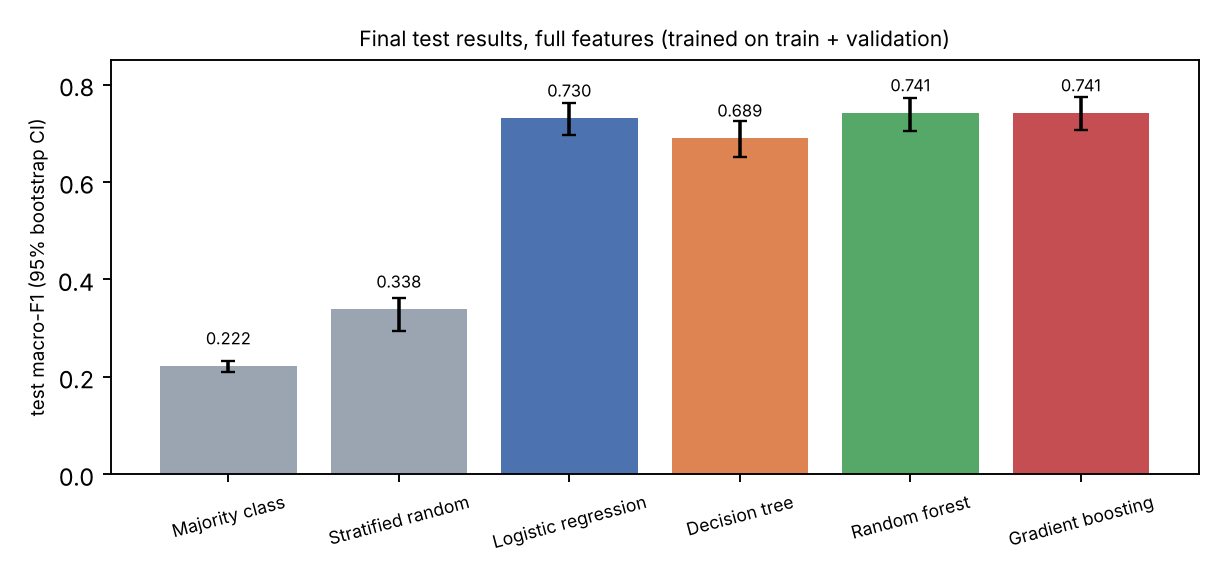 Final test results, full features (trained on train + validation)
test macro-F1 (95% bootstrap CI)
0.8
0.6
0.4
0.2
0.0
0.222
0.338
0.730
0.689
0.741
0.741
Majority class
Stratified random
Logistic regression
Decision tree
Random forest
Gradient boosting